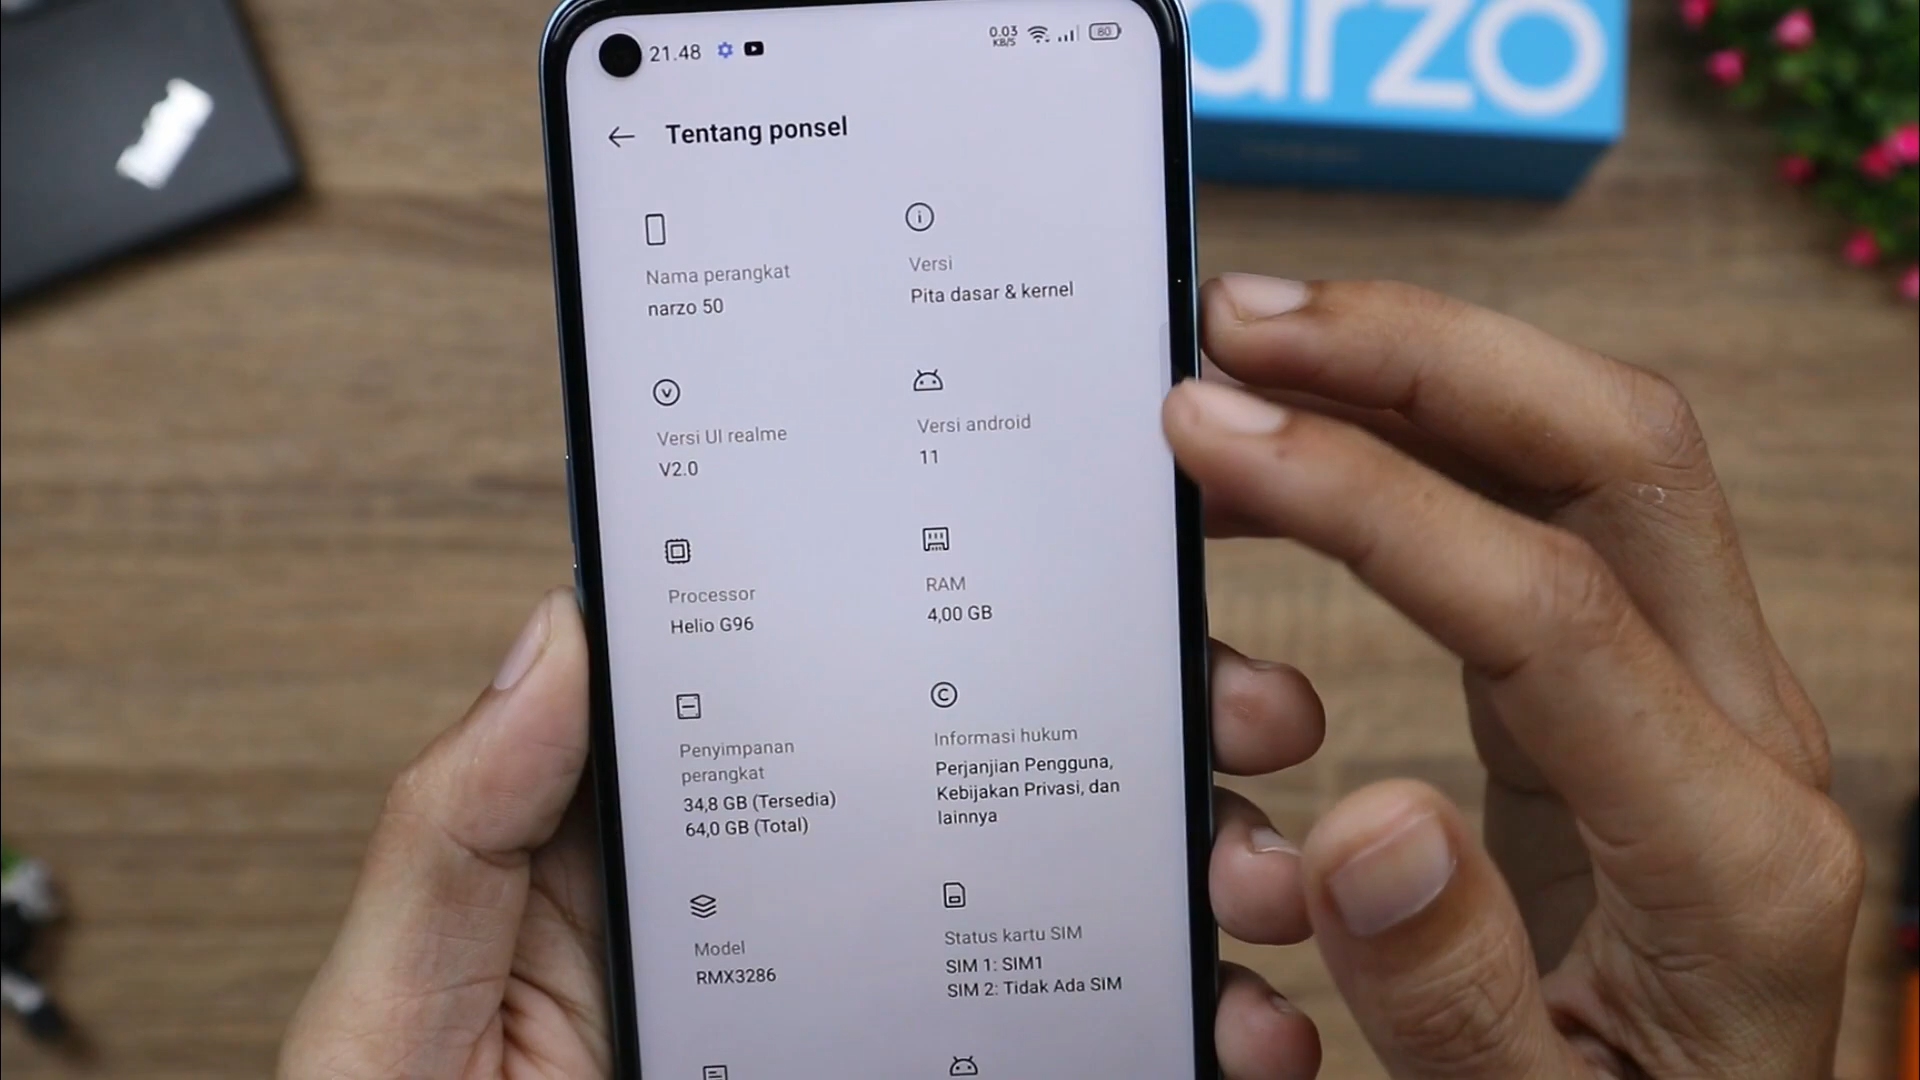 21.48
0.03
KB/S
80
arzo
Tentang ponsel
Nama perangkat
narzo 50
Versi
Pita dasar & kernel
Versi UI realme
V2.0
Versi android
11
Processor
Helio G96
RAM
4,00 GB
Penyimpanan
perangkat
34,8 GB (Tersedia)
64,0 GB (Total)
Informasi hukum
Perjanjian Pengguna,
Kebijakan Privasi, dan
lainnya
Model
RMX3286
Status kartu SIM
SIM 1: SIM1
SIM 2: Tidak Ada SIM